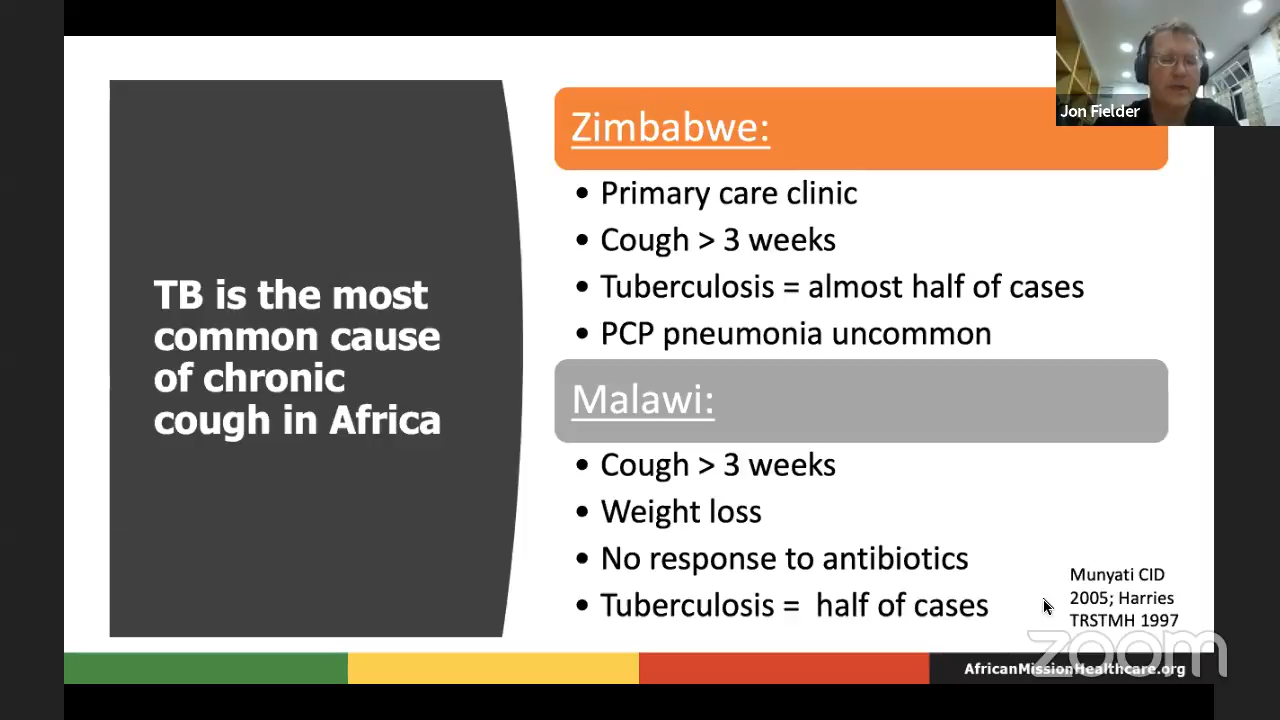 Jon Fielder
TB is the most
common cause
of chronic
cough in Africa
Zimbabwe:
• Primary care clinic
• Cough > 3 weeks
• Tuberculosis = almost half of cases
• PCP pneumonia uncommon
Malawi:
• Cough > 3 weeks
• Weight loss
• No response to antibiotics
• Tuberculosis = half of cases
Munyati CID
2005; Harries
TRSTMH 1997
zoom
AfricanMissionHealthcare.org